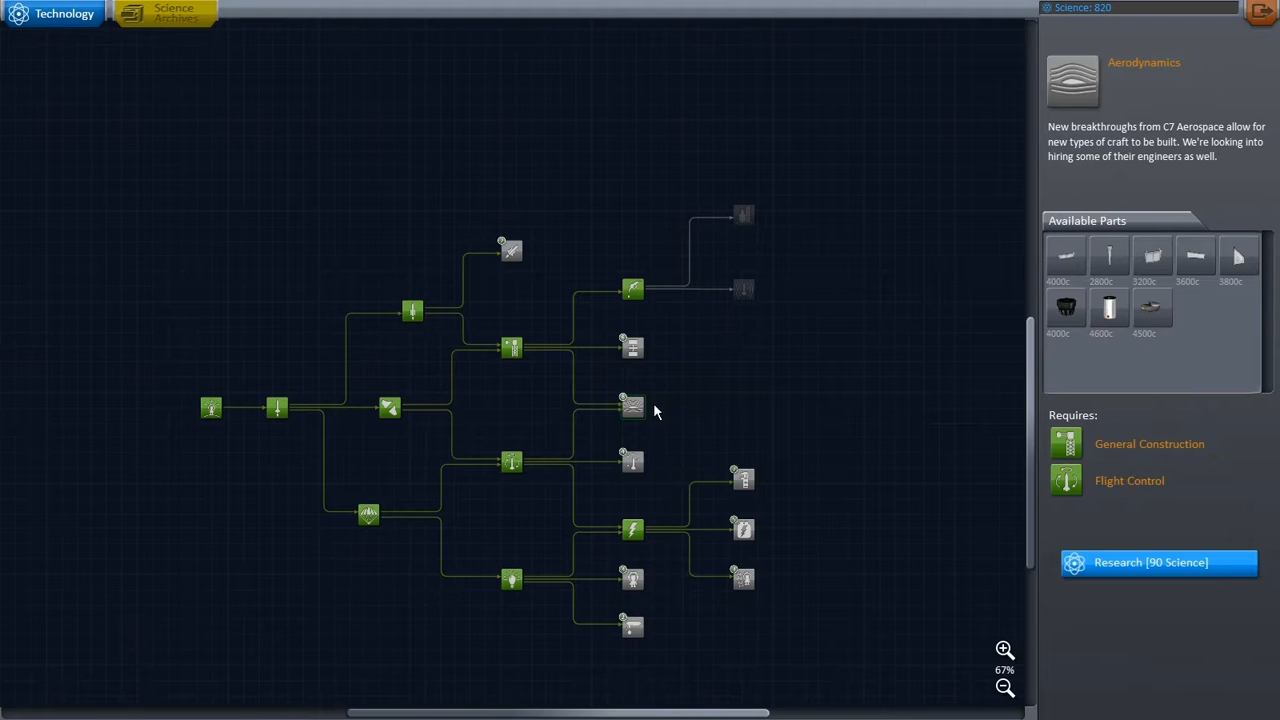 Technology
Science
Archives
Science: 820
Aerodynamics
New breakthroughs from C7 Aerospace allow for
new types of craft to be built. We're looking into
hiring some of their engineers as well.
Available Parts
4000c 2800c 3200c 3600c 3800c
4000c 4600c 4500c
Requires:
General Construction
Flight Control
Research [90 Science]
67%